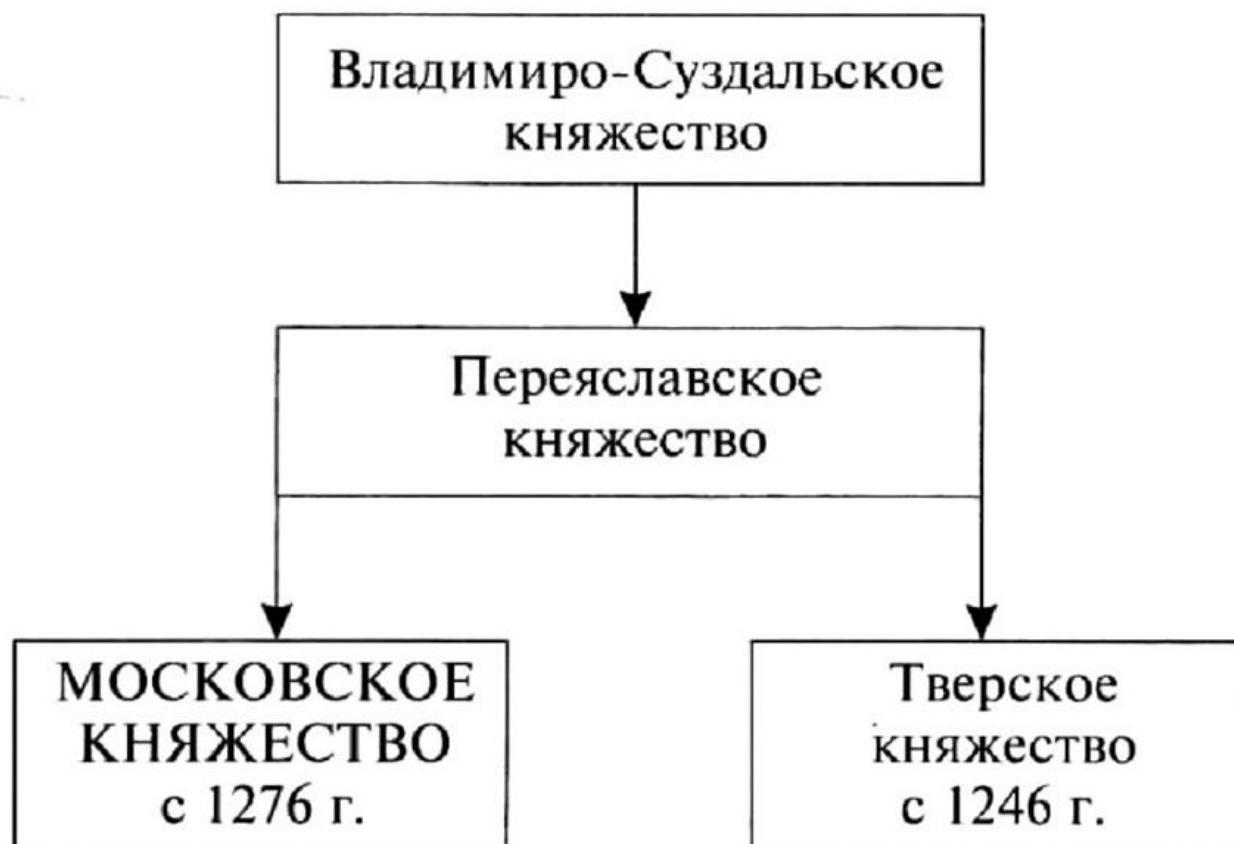 Владимиро-Суздальское
княжество
Переяславское
княжество
МОСКОВСКОЕ
КНЯЖЕСТВО
с 1276 г.
Тверское
княжество
с 1246 г.